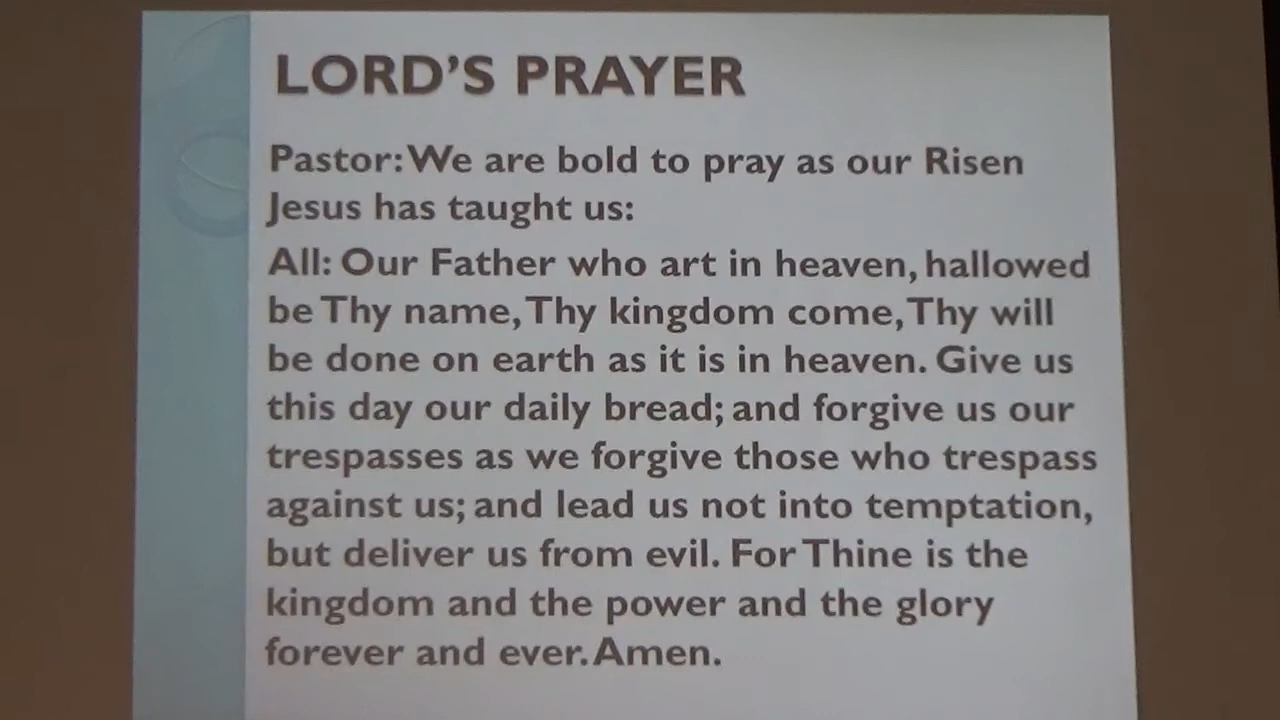 LORD'S PRAYER
Pastor: We are bold to pray as our Risen
Jesus has taught us:
All: Our Father who art in heaven, hallowed
be Thy name, Thy kingdom come, Thy will
be done on earth as it is in heaven. Give us
this day our daily bread; and forgive us our
trespasses as we forgive those who trespass
against us; and lead us not into temptation,
but deliver us from evil. For Thine is the
kingdom and the power and the glory
forever and ever. Amen.